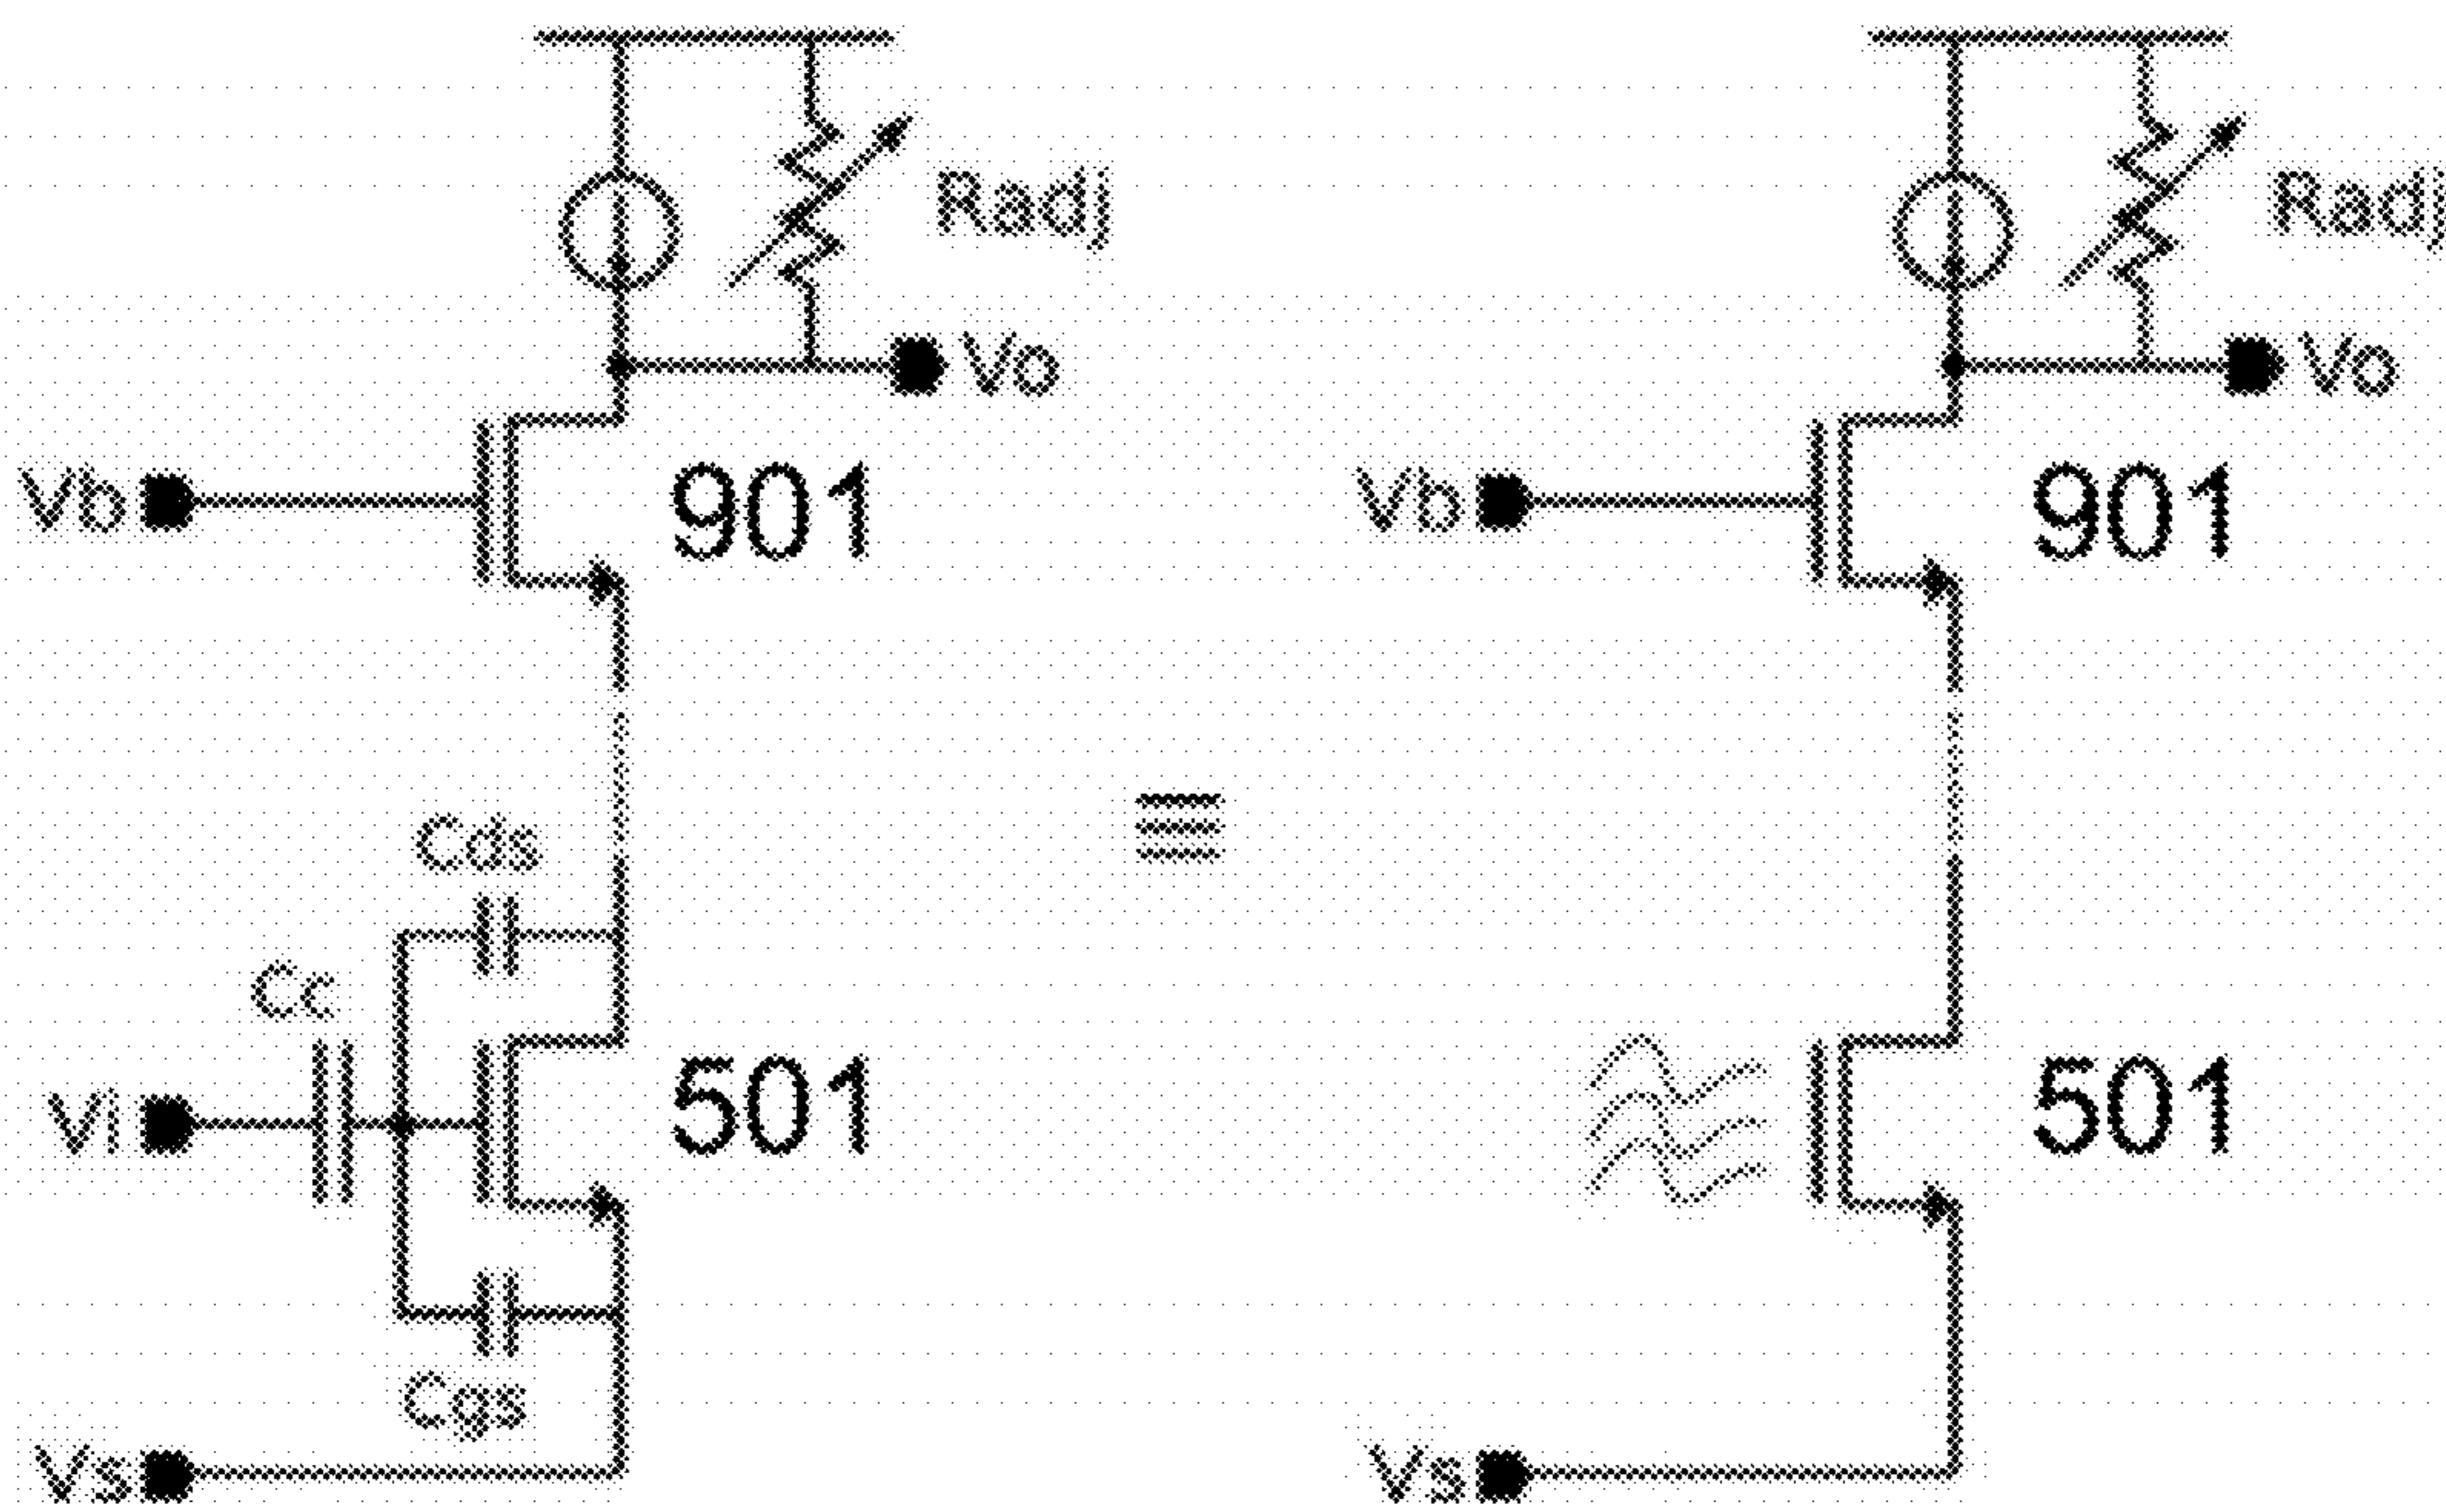 Radj Radj
Vo Vo
Vb 901 Vb 901
Cds
≡
Cc
Vi 501 501
Cgs
Vs Vs